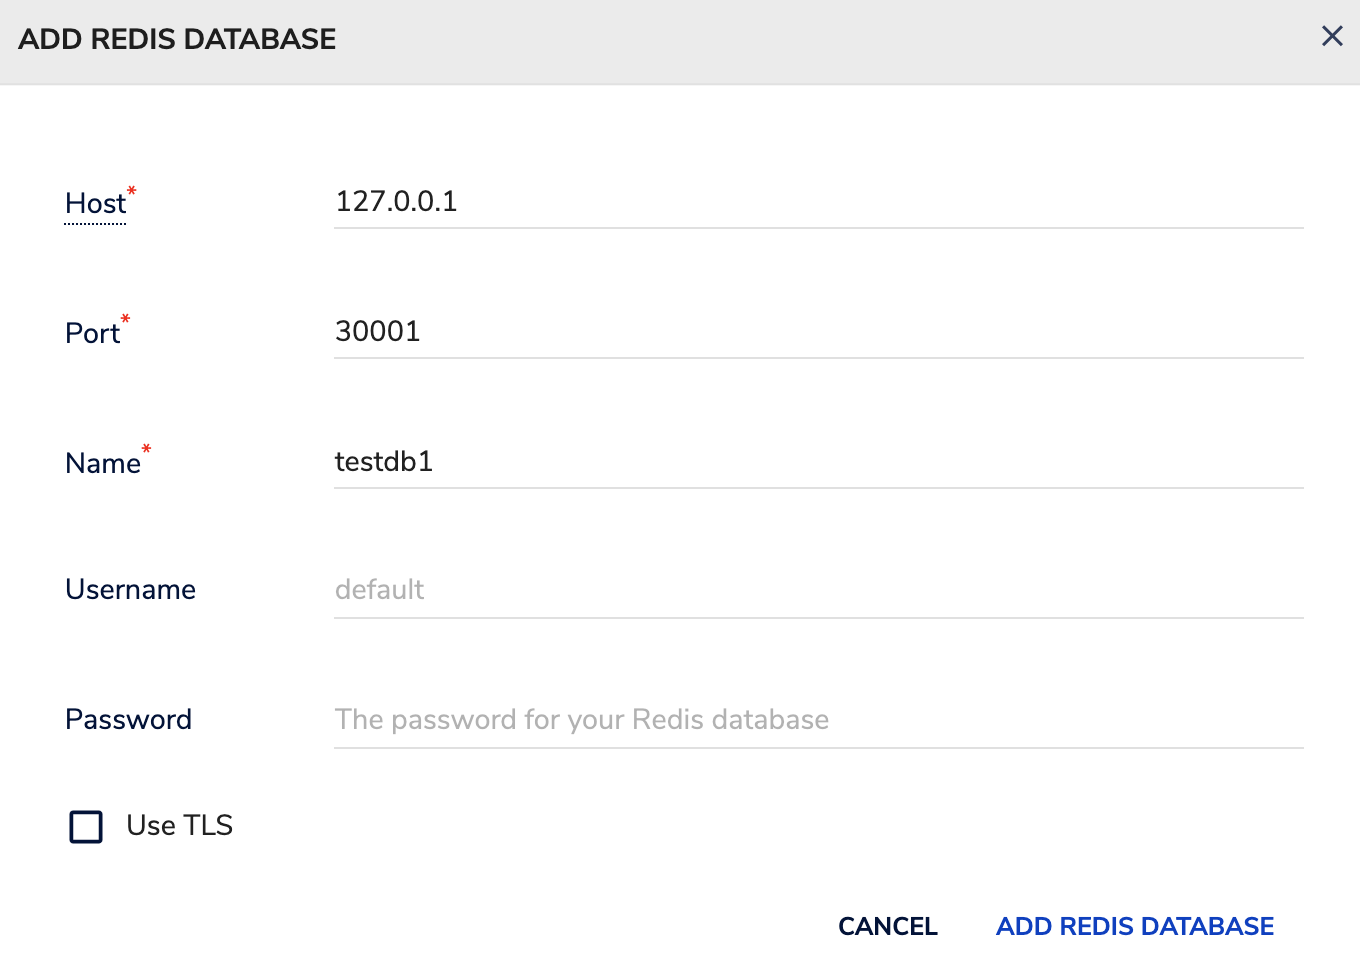 ADD REDIS DATABASE
Host* 127.0.0.1
Port* 30001
Name* testdb1
Username default
Password The password for your Redis database
Use TLS
CANCEL ADD REDIS DATABASE